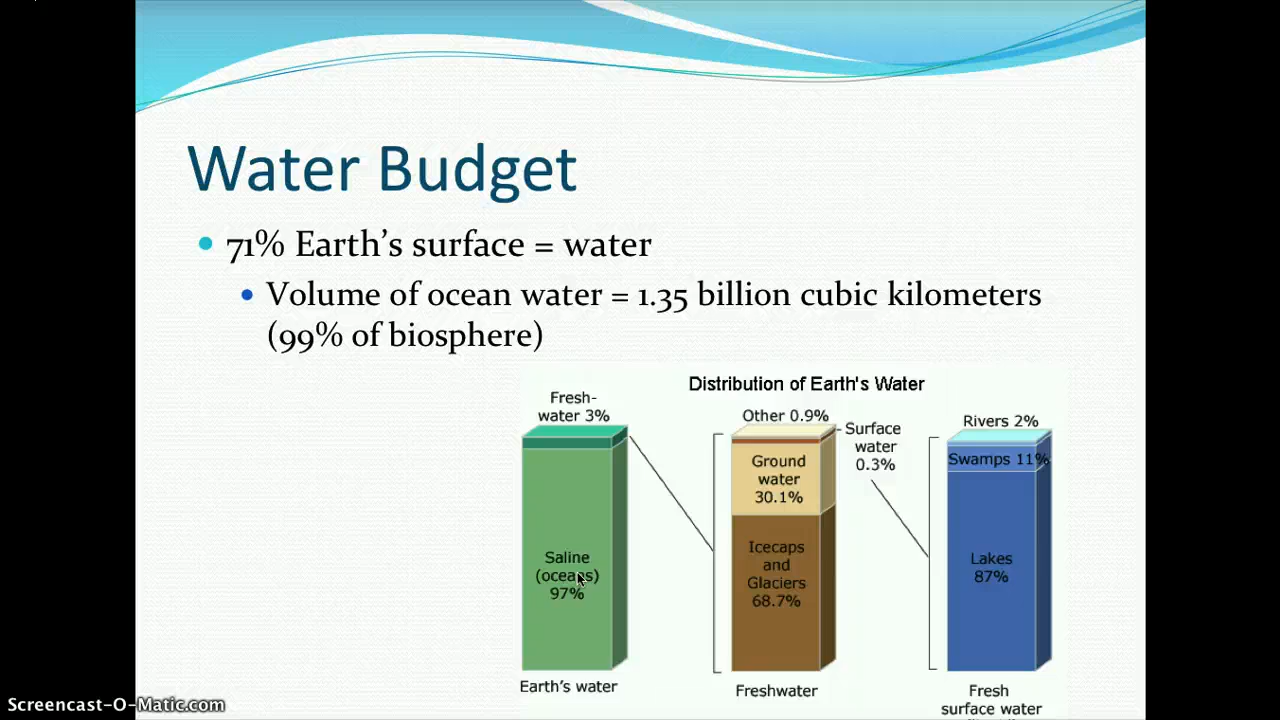 Water Budget
71% Earth's surface = water
Volume of ocean water = 1.35 billion cubic kilometers
(99% of biosphere)
Distribution of Earth's Water
Fresh-
water 3%
Saline
(oceans)
97%
Earth's water
Other 0.9%
Surface
water
0.3%
Ground
water
30.1%
Icecaps
and
Glaciers
68.7%
Freshwater
Rivers 2%
Swamps 11%
Lakes
87%
Fresh
surface water
Screencast-O-Matic.com